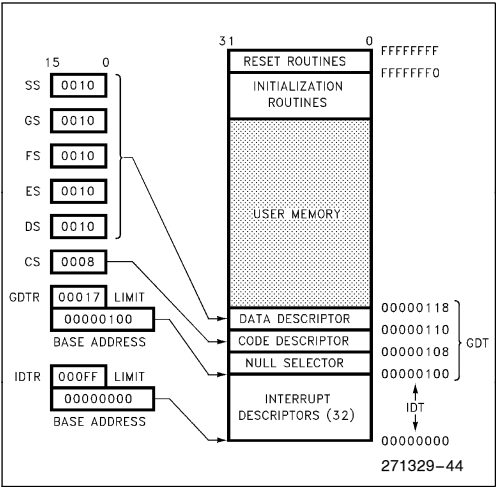 31 0
FFFFFFFF
RESET ROUTINES
FFFFFFF0
INITIALIZATION
ROUTINES
15 0
SS 0010
GS 0010
FS 0010
ES 0010
DS 0010
CS 0008
USER MEMORY
GDTR 00017 LIMIT
00000100
BASE ADDRESS
IDTR 000FF LIMIT
00000000
BASE ADDRESS
00000118
DATA DESCRIPTOR
00000110
CODE DESCRIPTOR
00000108
NULL SELECTOR
00000100
GDT
INTERRUPT
DESCRIPTORS (32)
IDT
00000000
271329-44